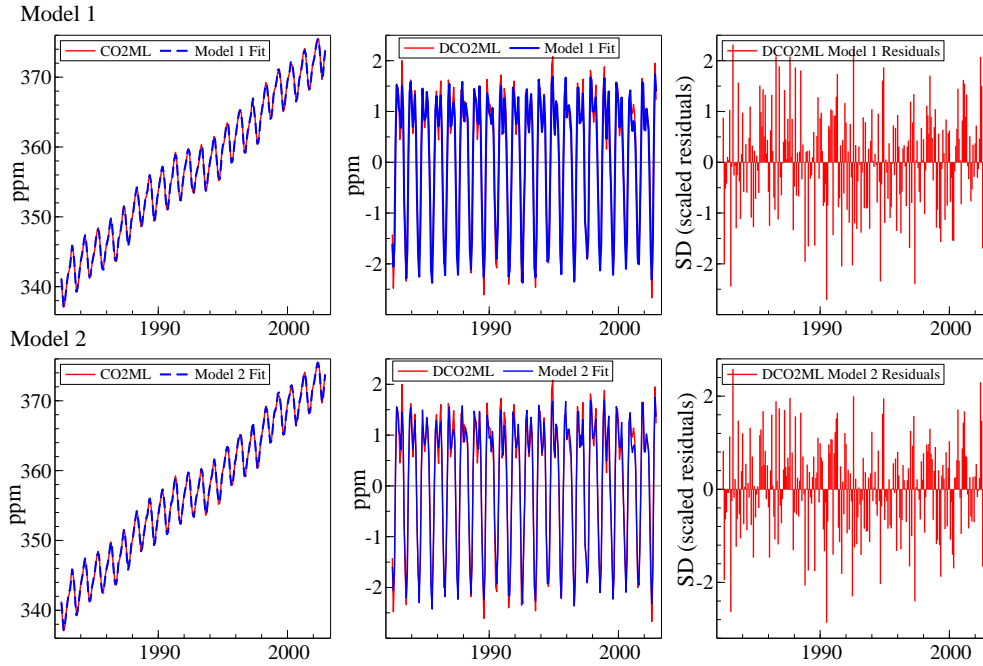 Model 1
CO2ML Model 1 Fit
370
360
350
340
ppm
1990 2000
DCO2ML Model 1 Fit
2
1
0
-1
-2
ppm
1990 2000
DCO2ML Model 1 Residuals
2
1
0
-1
-2
SD (scaled residuals)
1990 2000
Model 2
CO2ML Model 2 Fit
370
360
350
340
ppm
1990 2000
DCO2ML Model 2 Fit
2
1
0
-1
-2
ppm
1990 2000
DCO2ML Model 2 Residuals
2
0
-2
SD (scaled residuals)
1990 2000